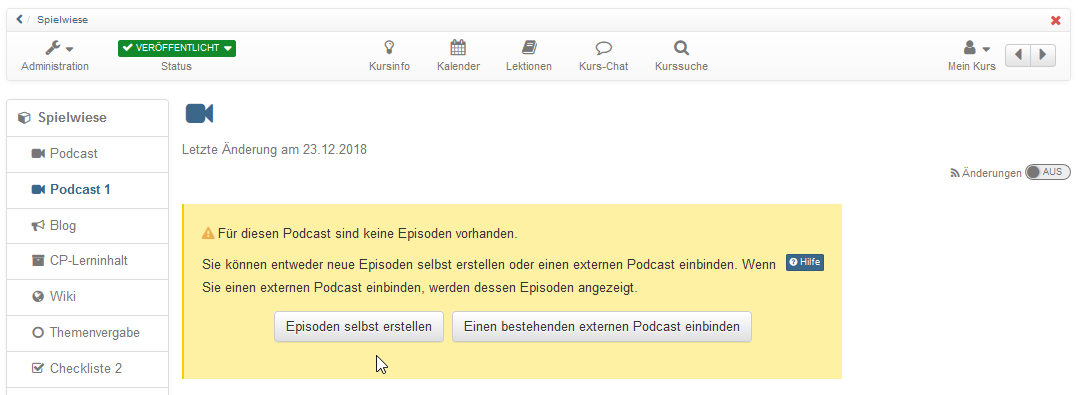 Spielwiese
Administration
VERÖFFENTLICHT
Status
Kursinfo
Kalender
Lektionen
Kurs-Chat
Kurssuche
Mein Kurs
Spielwiese
Podcast
Podcast 1
Blog
CP-Lerninhalt
Wiki
Themenvergabe
Checkliste 2
Letzte Änderung am 23.12.2018
Änderungen AUS
Für diesen Podcast sind keine Episoden vorhanden.
Sie können entweder neue Episoden selbst erstellen oder einen externen Podcast einbinden. Wenn
Hilfe
Sie einen externen Podcast einbinden, werden dessen Episoden angezeigt.
Episoden selbst erstellen
Einen bestehenden externen Podcast einbinden